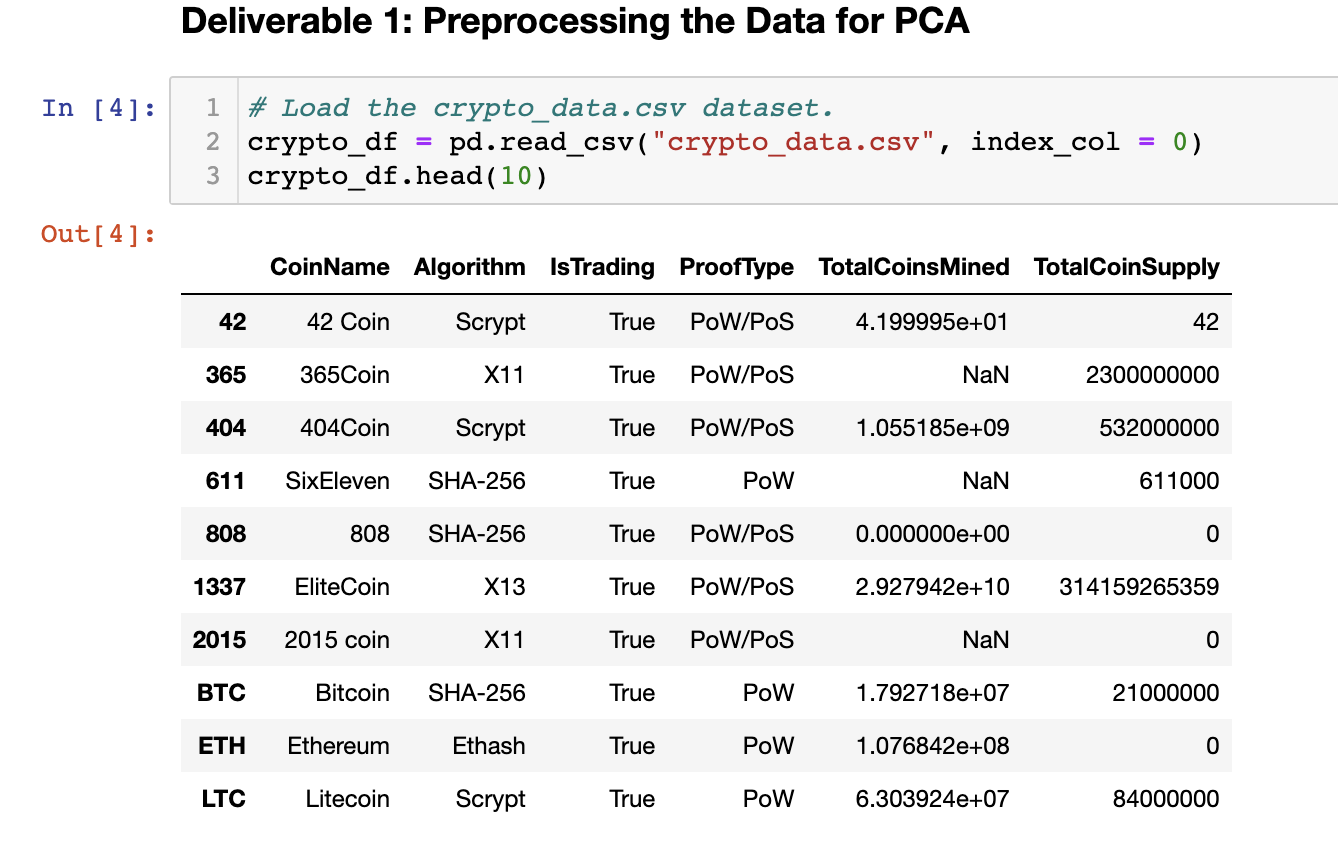 Deliverable 1: Preprocessing the Data for PCA
In [4]:
1 # Load the crypto_data.csv dataset.
2 crypto_df = pd.read_csv("crypto_data.csv", index_col = 0)
3 crypto_df.head(10)
Out[4]:
CoinName Algorithm IsTrading ProofType TotalCoinsMined TotalCoinSupply
42 42 Coin Scrypt True PoW/PoS 4.199995e+01 42
365 365Coin X11 True PoW/PoS NaN 2300000000
404 404Coin Scrypt True PoW/PoS 1.055185e+09 532000000
611 SixEleven SHA-256 True PoW NaN 611000
808 808 SHA-256 True PoW/PoS 0.000000e+00 0
1337 EliteCoin X13 True PoW/PoS 2.927942e+10 314159265359
2015 2015 coin X11 True PoW/PoS NaN 0
BTC Bitcoin SHA-256 True PoW 1.792718e+07 21000000
ETH Ethereum Ethash True PoW 1.076842e+08 0
LTC Litecoin Scrypt True PoW 6.303924e+07 84000000